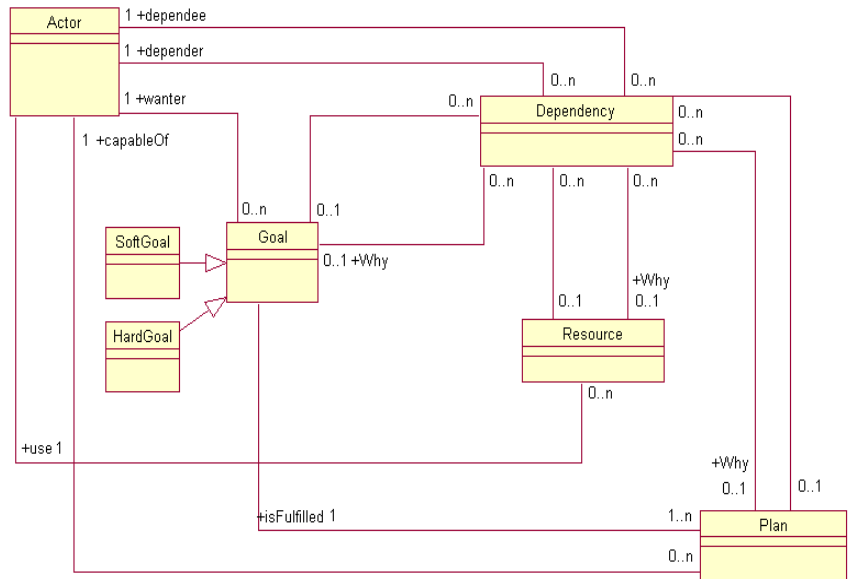 Actor
1 +dependee
1 +depender
0..n
0..n
1 +wanter
0..n
Dependency
0..n
0..n
1 +capableOf
0..n
0..n
0..n
0..n
0..1
SoftGoal
Goal
0..1 +Why
+Why
0..1
0..1
HardGoal
Resource
0..n
+use 1
+Why
0..1
0..1
+isFulfilled 1
1..n
Plan
0..n